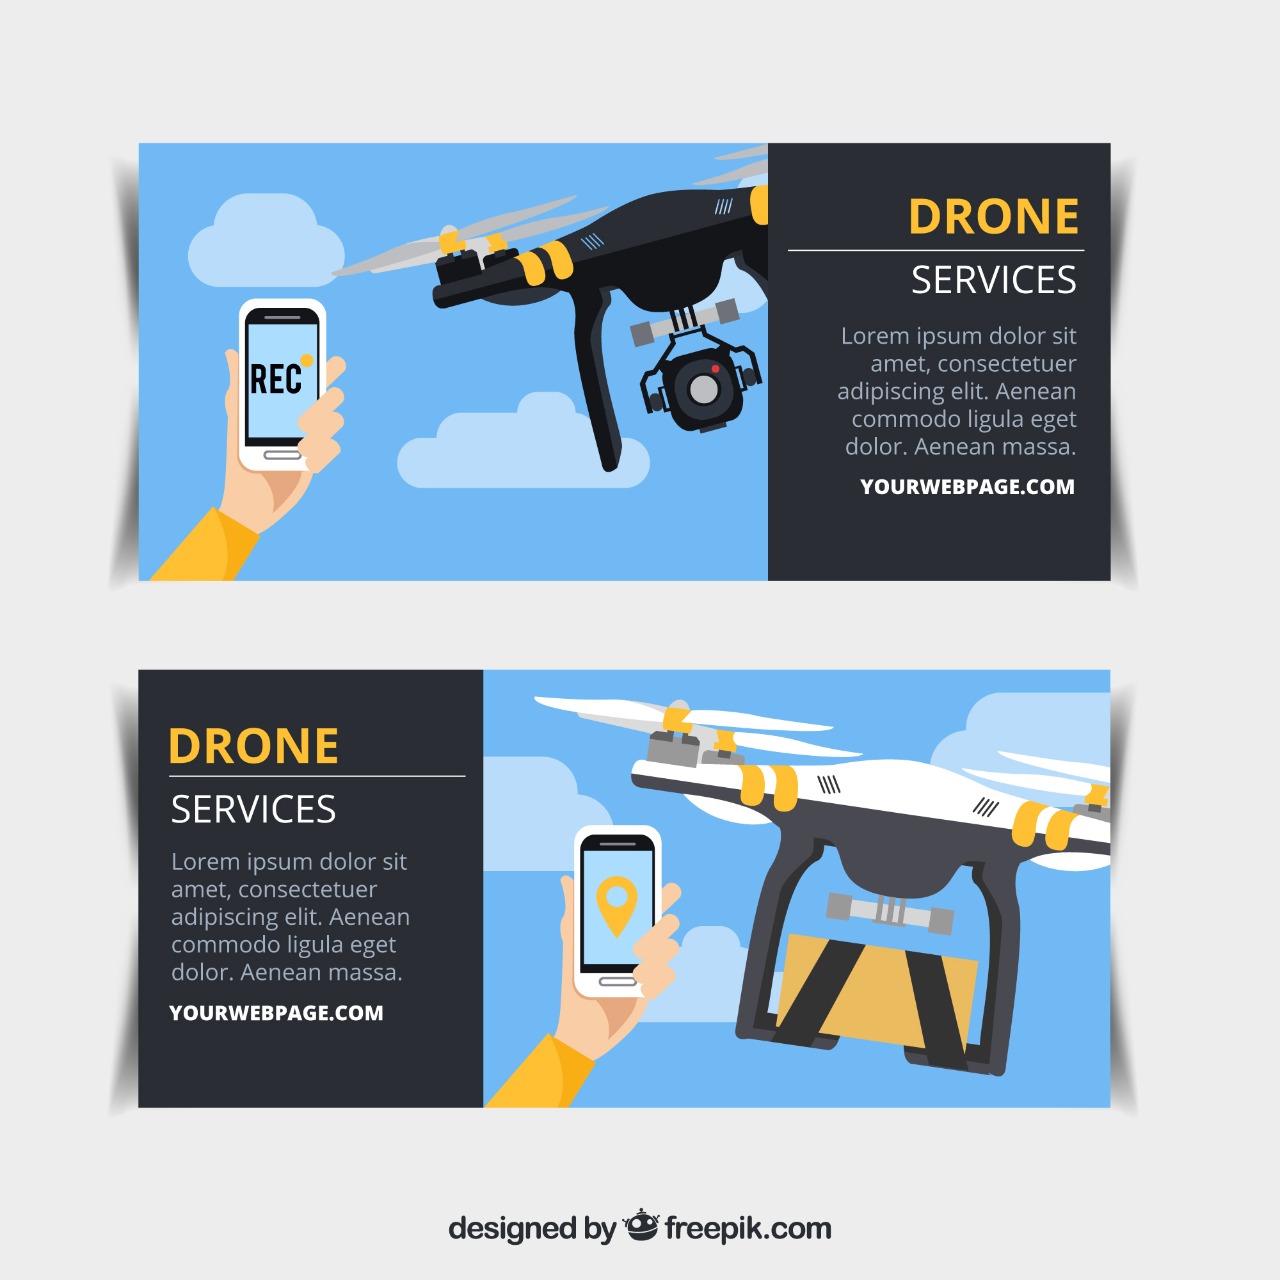 REC
DRONE
SERVICES
Lorem ipsum dolor sit
amet, consectetuer
adipiscing elit. Aenean
commodo ligula eget
dolor. Aenean massa.
YOURWEBPAGE.COM
DRONE
SERVICES
Lorem ipsum dolor sit
amet, consectetuer
adipiscing elit. Aenean
commodo ligula eget
dolor. Aenean massa.
YOURWEBPAGE.COM
designed by freepik.com